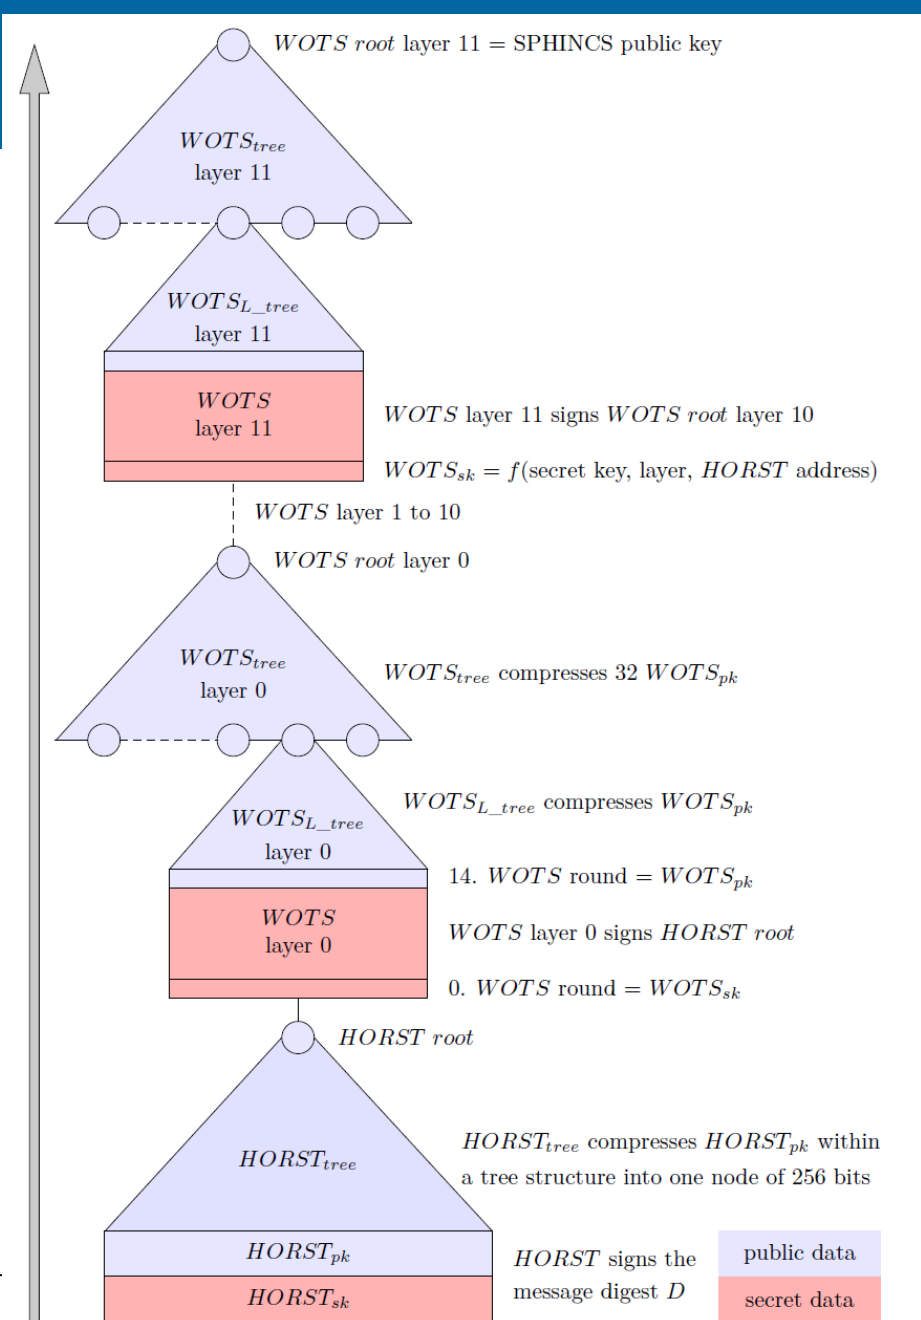 WOTS root layer 11 = SPHINCS public key
WOTS_tree
layer 11
WOTS_L_tree
layer 11
WOTS
layer 11
WOTS layer 11 signs WOTS root layer 10
WOTS_sk = f(secret key, layer, HORST address)
WOTS layer 1 to 10
WOTS root layer 0
WOTS_tree
layer 0
WOTS_tree compresses 32 WOTS_pk
WOTS_L_tree compresses WOTS_pk
WOTS_L_tree
layer 0
14. WOTS round = WOTS_pk
WOTS
layer 0
WOTS layer 0 signs HORST root
0. WOTS round = WOTS_sk
HORST root
HORST_tree compresses HORST_pk within
a tree structure into one node of 256 bits
HORST_tree
HORST_pk
HORST_sk
HORST signs the
message digest D
public data
secret data